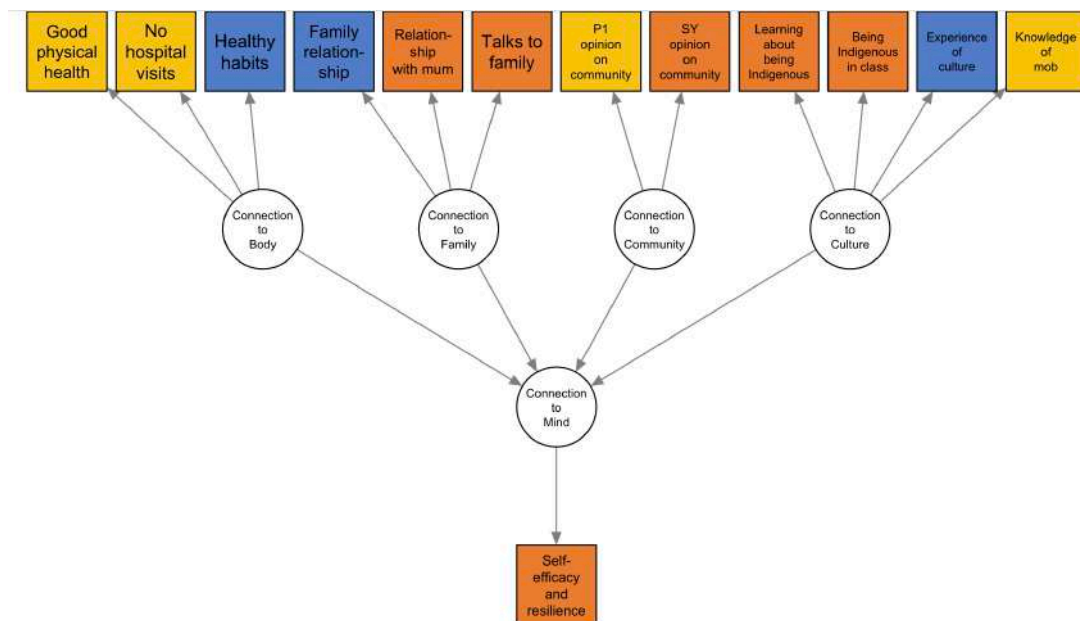 Good
physical
health
No
hospital
visits
Healthy
habits
Family
relation-
ship
Relation-
ship
with mum
Talks to
family
P1
opinion
on
community
SY
opinion
on
community
Learning
about
being
Indigenous
Being
Indigenous
in class
Experience
of
culture
Knowledge
of
mob
Connection
to
Body
Connection
to
Family
Connection
to
Community
Connection
to
Culture
Connection
to
Mind
Self-
efficacy
and
resilience